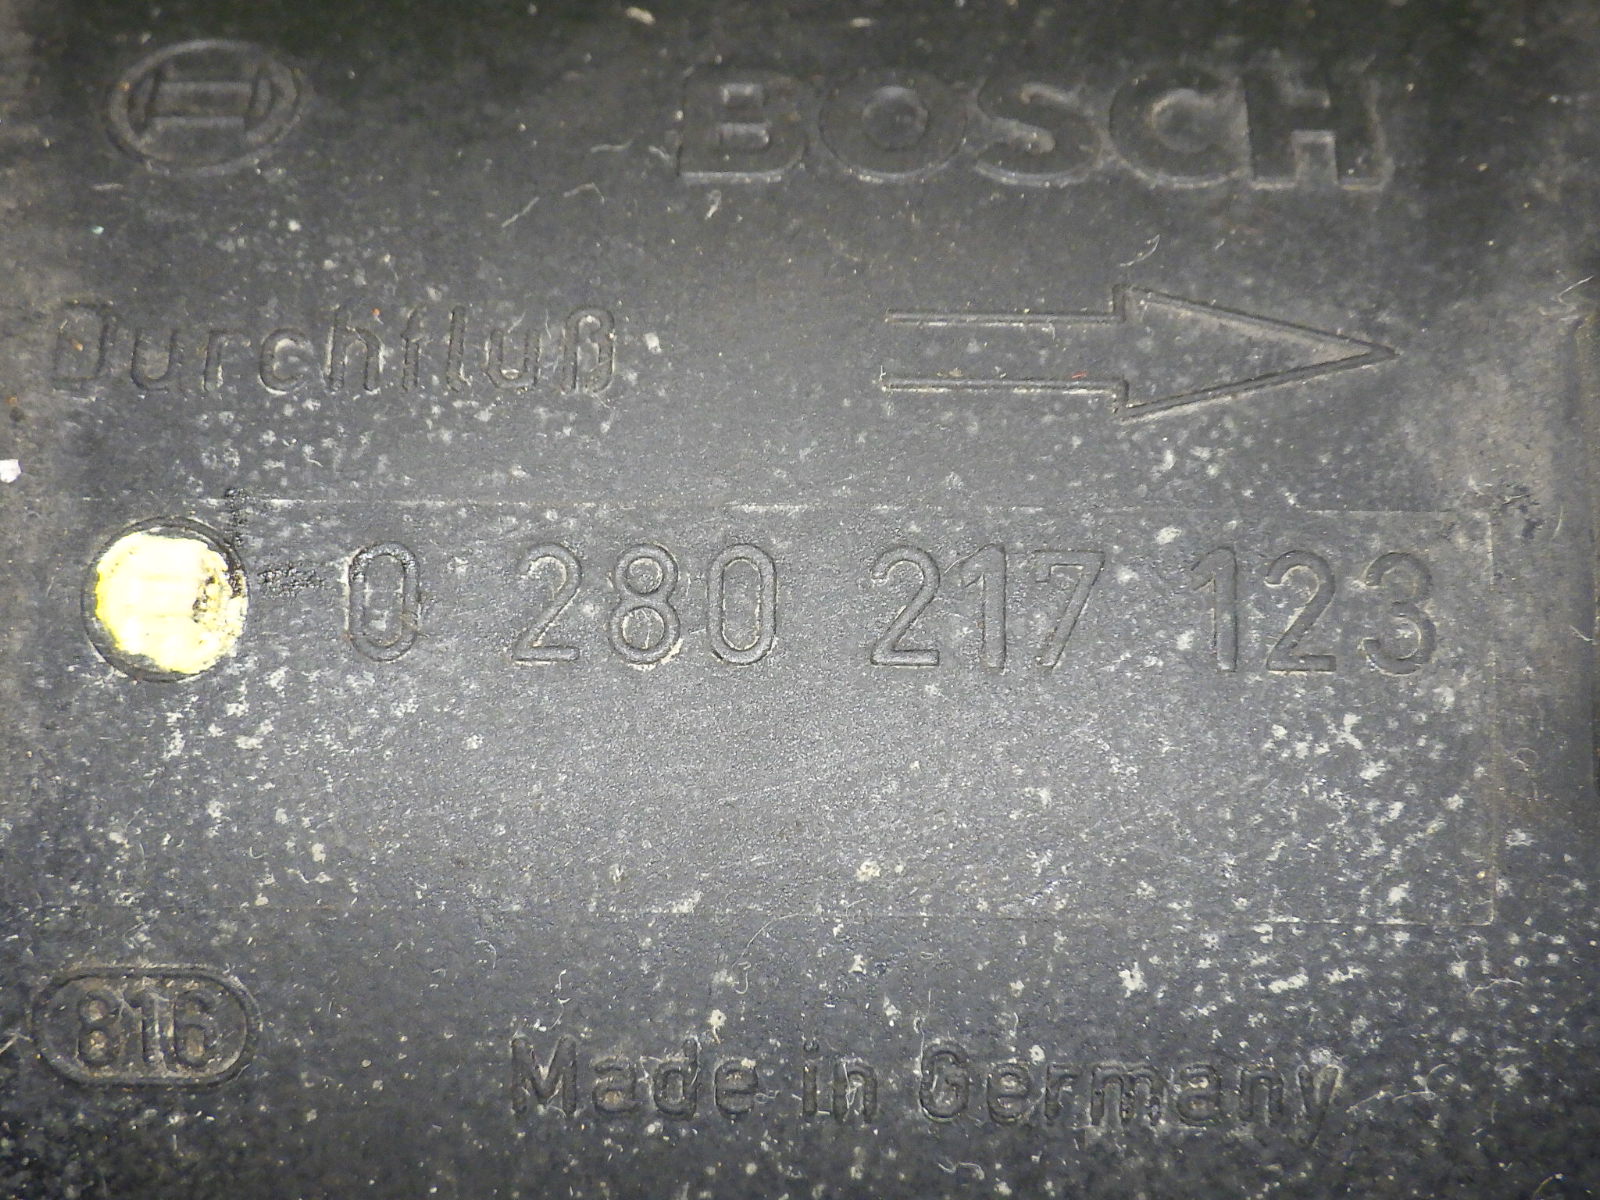 BOSCH
Durchfluß
0 280 217 123
816
Made in Germany